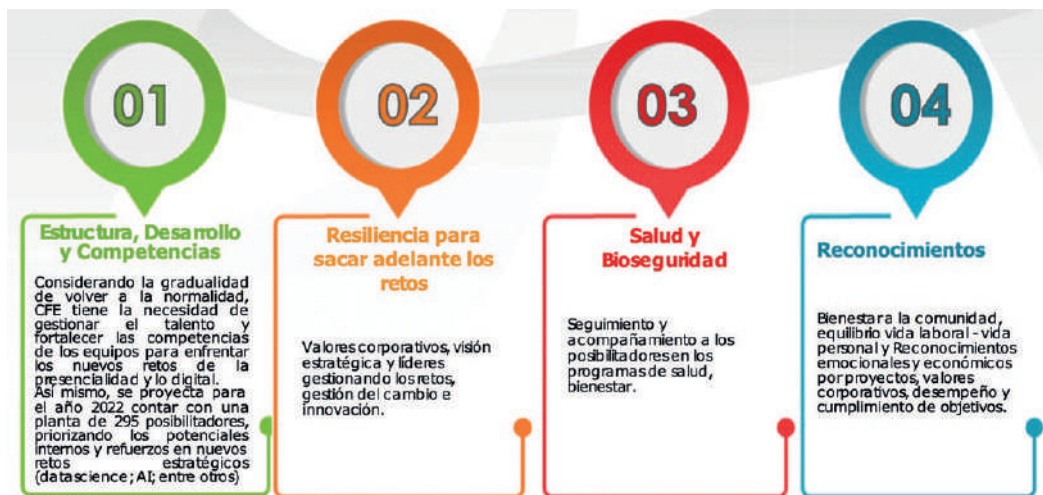 01
Estructura, Desarrollo
y Competencias
Considerando la gradualidad
de volver a la normalidad,
CFE tiene la necesidad de
gestionar el talento y
fortalecer las competencias
de los equipos para enfrentar
los nuevos retos de la
presencialidad y lo digital.
Así mismo, se proyecta para
el año 2022 contar con una
planta de 295 posibilitadores,
priorizando los potenciales
internos y refuerzos en nuevos
retos estratégicos
(datascience; AI; entre otros)
02
Resiliencia para
sacar adelante los
retos
Valores corporativos, visión
estratégica y líderes
gestionando los retos,
gestión del cambio e
innovación.
03
Salud y
Bioseguridad
Seguimiento y
acompañamiento a los
posibilitadores en los
programas de salud,
bienestar.
04
Reconocimientos
Bienestar a la comunidad,
equilibrio vida laboral - vida
personal y Reconocimientos
emocionales y económicos
por proyectos, valores
corporativos, desempeño y
cumplimiento de objetivos.